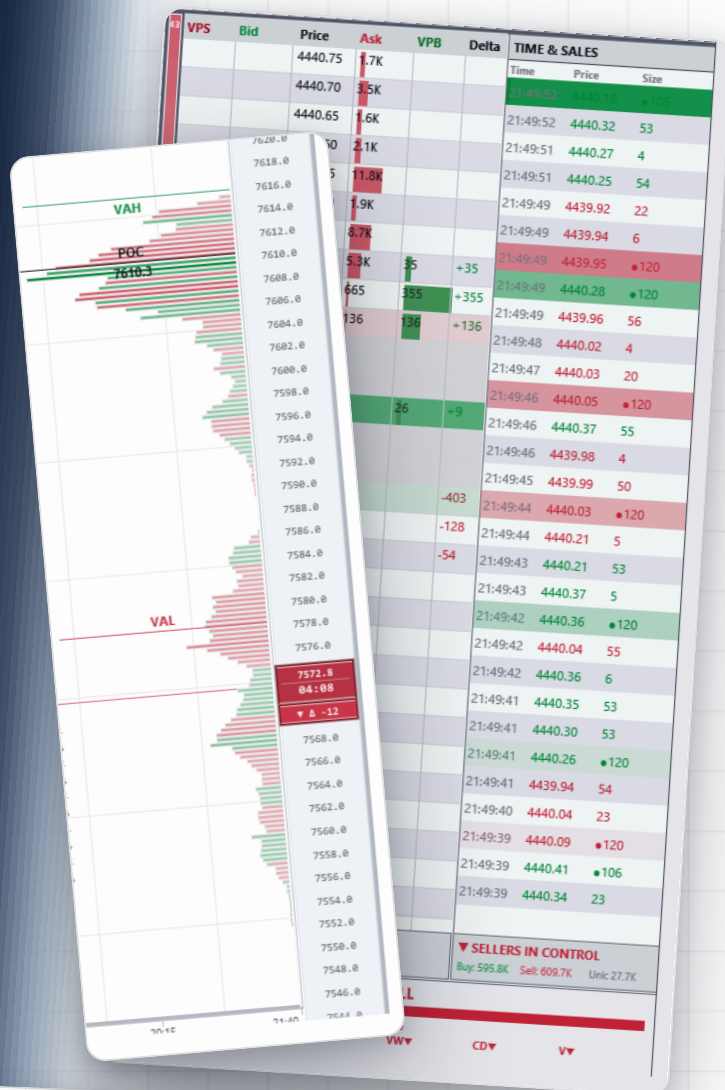 43 VPS Bid Price Ask VPB Delta
4440.75 1.7K
4440.70 3.5K
4440.65 1.6K
2.1K
11.8K
1.9K
8.7K
5.3K 35 +35
665 355 +355
136 136 +136
26 +9
-403
-128
-54
TIME & SALES
Time Price Size
21:49:52 4440.16 ●105
21:49:52 4440.32 53
21:49:51 4440.27 4
21:49:51 4440.25 54
21:49:49 4439.92 22
21:49:49 4439.94 6
21:49:49 4439.95 ●120
21:49:49 4440.28 ●120
21:49:49 4439.96 56
21:49:48 4440.02 4
21:49:47 4440.03 20
21:49:46 4440.05 ●120
21:49:46 4440.37 55
21:49:46 4439.98 4
21:49:45 4439.99 50
21:49:44 4440.03 ●120
21:49:44 4440.21 5
21:49:43 4440.21 53
21:49:43 4440.37 5
21:49:42 4440.36 ●120
21:49:42 4440.04 55
21:49:42 4440.36 6
21:49:41 4440.35 53
21:49:41 4440.30 53
21:49:41 4440.26 ●120
21:49:41 4439.94 54
21:49:40 4440.04 23
21:49:39 4440.09 ●120
21:49:39 4440.41 ●106
21:49:39 4440.34 23
▼ SELLERS IN CONTROL
Buy: 595.8K Sell: 609.7K Unk: 27.7K
VW▼ CD▼ V▼
7620.0
7618.0
7616.0
VAH
7614.0
7612.0
POC
7610.0
7610.3
7608.0
7606.0
7604.0
7602.0
7600.0
7598.0
7596.0
7594.0
7592.0
7590.0
7588.0
7586.0
7584.0
7582.0
7580.0
VAL
7578.0
7576.0
7572.8
04:08
▼ Δ -12
7568.0
7566.0
7564.0
7562.0
7560.0
7558.0
7556.0
7554.0
7552.0
7550.0
7548.0
7546.0
7544.0
20:15